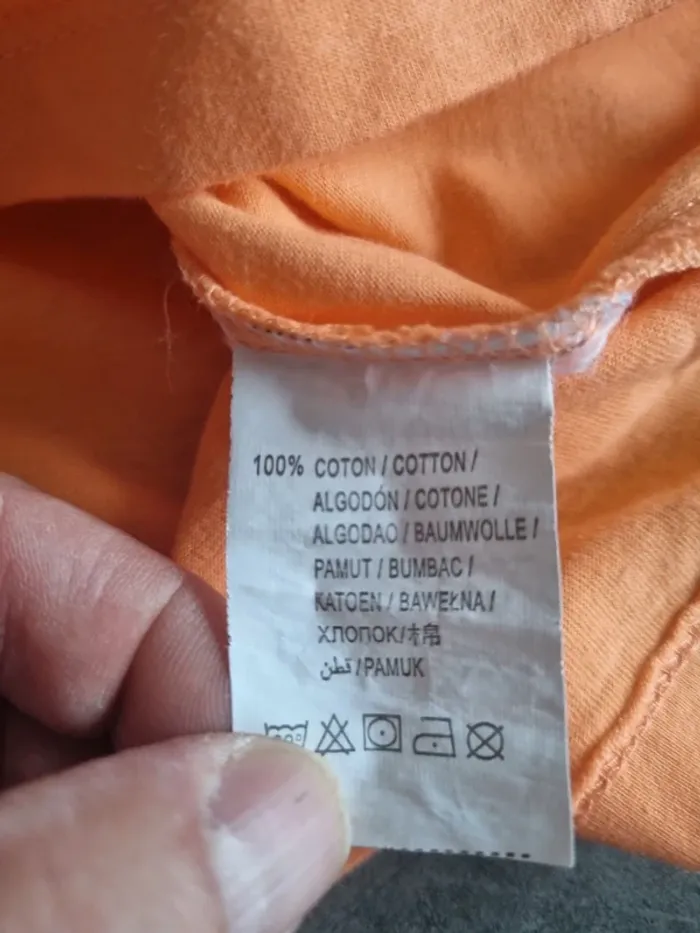 100% COTON / COTTON /
ALGODÓN / COTONE /
ALGODAO / BAUMWOLLE /
PAMUT / BUMBAC /
KATOEN / BAWEŁNA /
ХЛОПОК/棉
قطن / PAMUK